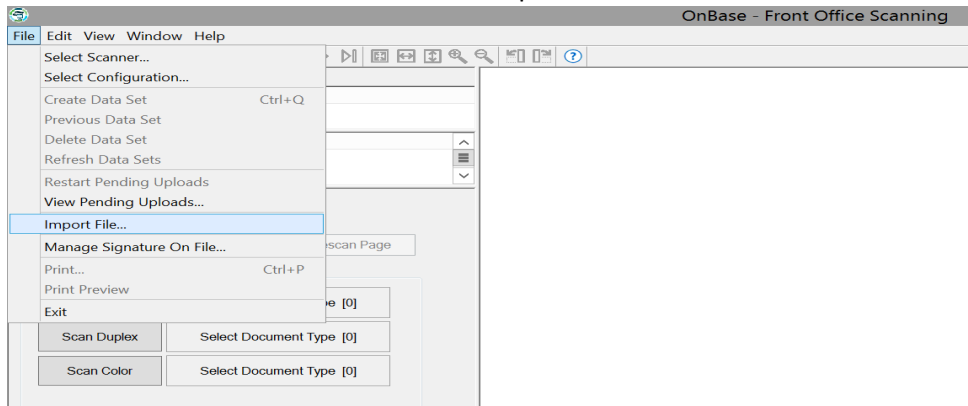 OnBase - Front Office Scanning
File Edit View Window Help
Select Scanner...
Select Configuration...
Create Data Set Ctrl+Q
Previous Data Set
Delete Data Set
Refresh Data Sets
Restart Pending Uploads
View Pending Uploads...
Import File...
Manage Signature On File...
scan Page
Print... Ctrl+P
Print Preview
e [0]
Exit
Scan Duplex Select Document Type [0]
Scan Color Select Document Type [0]